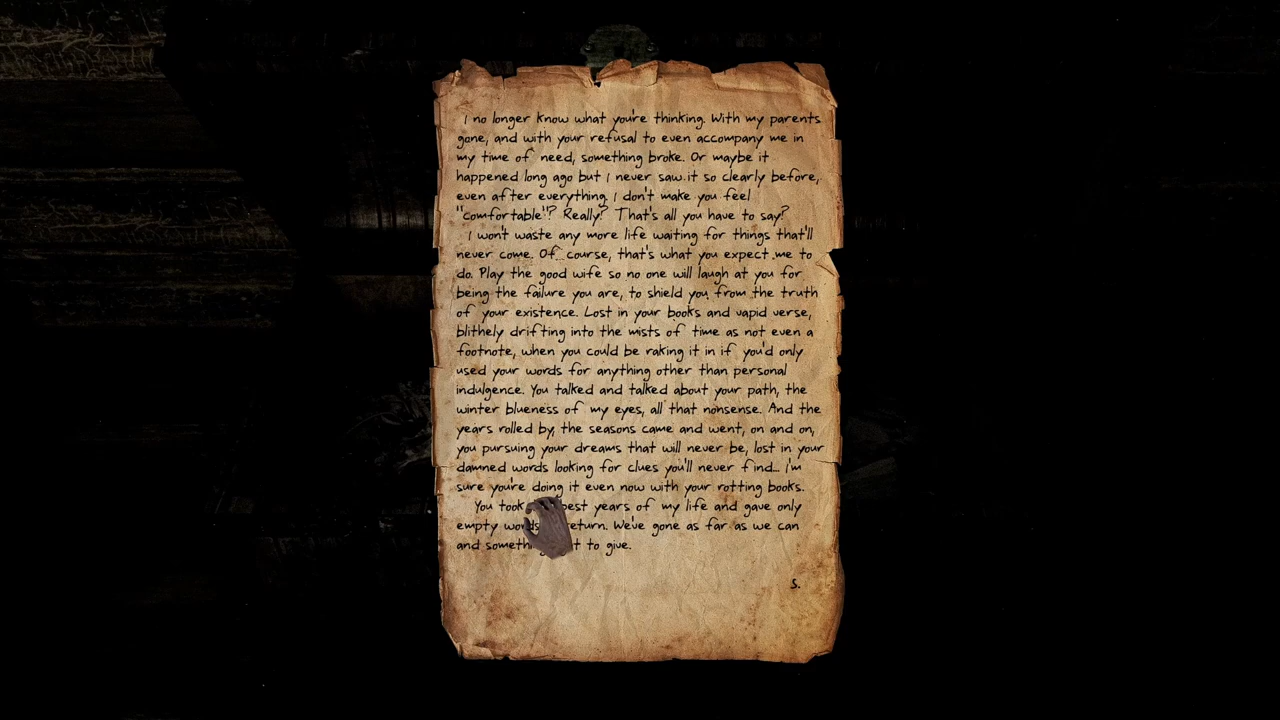 I no longer know what you're thinking. With my parents
gone, and with your refusal to even accompany me in
my time of need, something broke. Or maybe it
happened long ago but I never saw it so clearly before,
even after everything. I don't make you feel
"comfortable"? Really? That's all you have to say?
I won't waste any more life waiting for things that'll
never come. Of course, that's what you expect me to
do. Play the good wife so no one will laugh at you for
being the failure you are, to shield you from the truth
of your existence. Lost in your books and vapid verse,
blithely drifting into the mists of time as not even a
footnote, when you could be raking it in if you'd only
used your words for anything other than personal
indulgence. You talked and talked about your path, the
winter blueness of my eyes, all that nonsense. And the
years rolled by, the seasons came and went, on and on,
you pursuing your dreams that will never be, lost in your
damned words looking for clues you'll never find... I'm
sure you're doing it even now with your rotting books.
You took best years of my life and gave only
empty words return. We've gone as far as we can
and to give.
S.